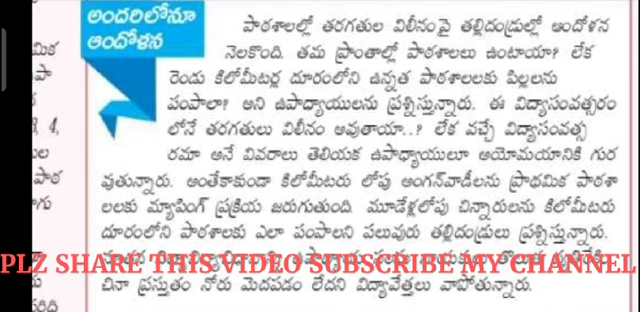 అందరిలోనూ
ఆందోళన
పాఠశాలల్లో తరగతుల విలీనంపై తల్లిదండ్రుల్లో ఆందోళన
నెలకొంది. తమ ప్రాంతాల్లో పాఠశాలలు ఉంటాయా? లేక
రెండు కిలోమీటర్ల దూరంలోని ఉన్నత పాఠశాలలకు పిల్లలను
పంపాలా? అని ఉపాధ్యాయులను ప్రశ్నిస్తున్నారు. ఈ విద్యాసంవత్సరం
లోనే తరగతులు విలీనం అవుతాయా..? లేక వచ్చే విద్యాసంవత్స
రమా అనే వివరాలు తెలియక ఉపాధ్యాయులూ అయోమయానికి గుర
వుతున్నారు. అంతేకాకుండా కిలోమీటరు లోపు అంగన్‌వాడీలను ప్రాథమిక పాఠశా
లలకు మ్యాపింగ్ ప్రక్రియ జరుగుతుంది. మూడేళ్లలోపు చిన్నారులను కిలోమీటరు
దూరంలోని పాఠశాలకు ఎలా పంపాలని పలువురు తల్లిదండ్రులు ప్రశ్నిస్తున్నారు.
PLZ SHARE THIS VIDEO SUBSCRIBE MY CHANNEL
చినా ప్రస్తుతం నోరు మెదపడం లేదని విద్యావేత్తలు వాపోతున్నారు.